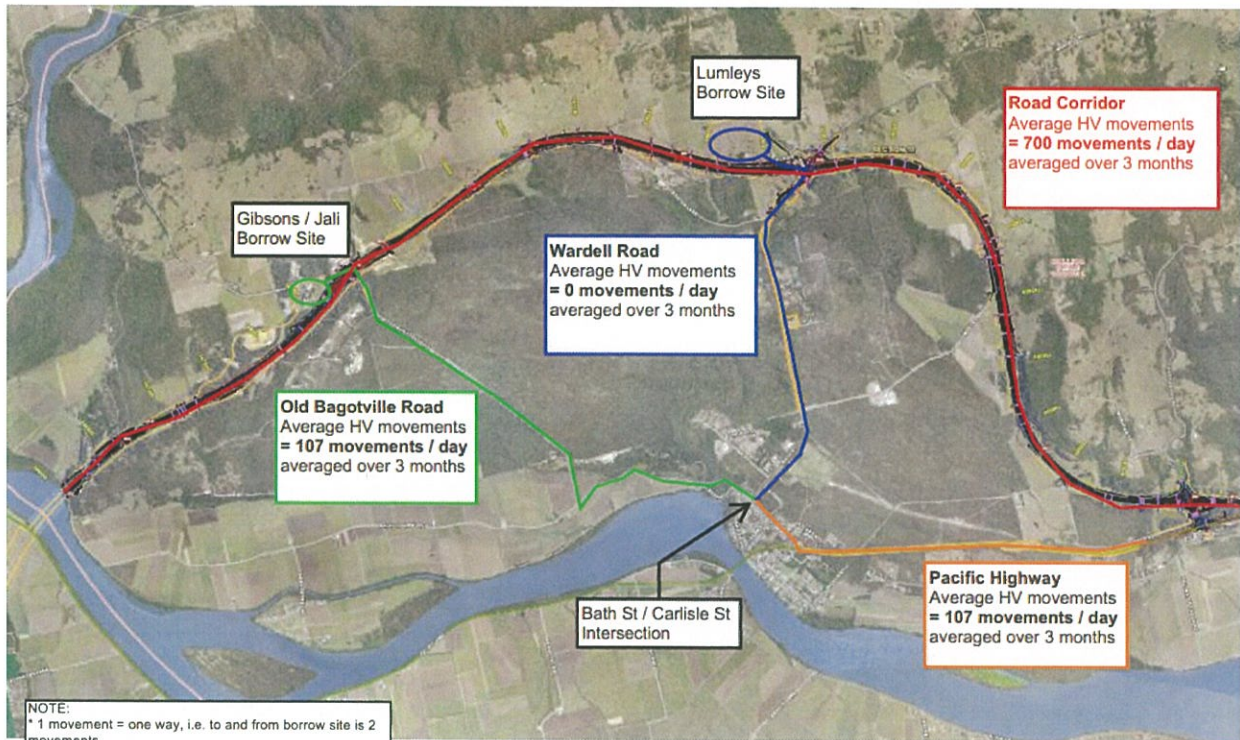 Lumleys
Borrow Site
Road Corridor
Average HV movements
= 700 movements / day
averaged over 3 months
Gibsons / Jali
Borrow Site
Wardell Road
Average HV movements
= 0 movements / day
averaged over 3 months
Old Bagotville Road
Average HV movements
= 107 movements / day
averaged over 3 months
Bath St / Carlisle St
Intersection
Pacific Highway
Average HV movements
= 107 movements / day
averaged over 3 months
NOTE:
* 1 movement = one way, i.e. to and from borrow site is 2
movements